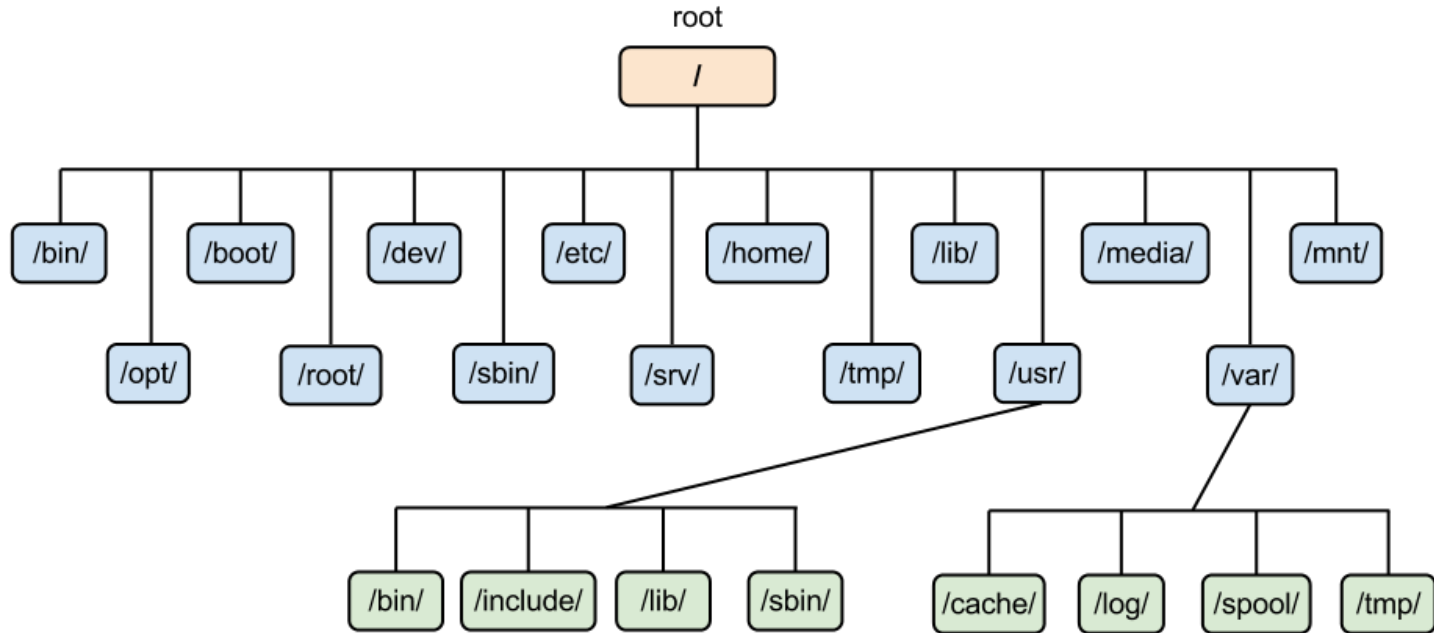 root
/
/bin/
/boot/
/dev/
/etc/
/home/
/lib/
/media/
/mnt/
/opt/
/root/
/sbin/
/srv/
/tmp/
/usr/
/var/
/bin/
/include/
/lib/
/sbin/
/cache/
/log/
/spool/
/tmp/